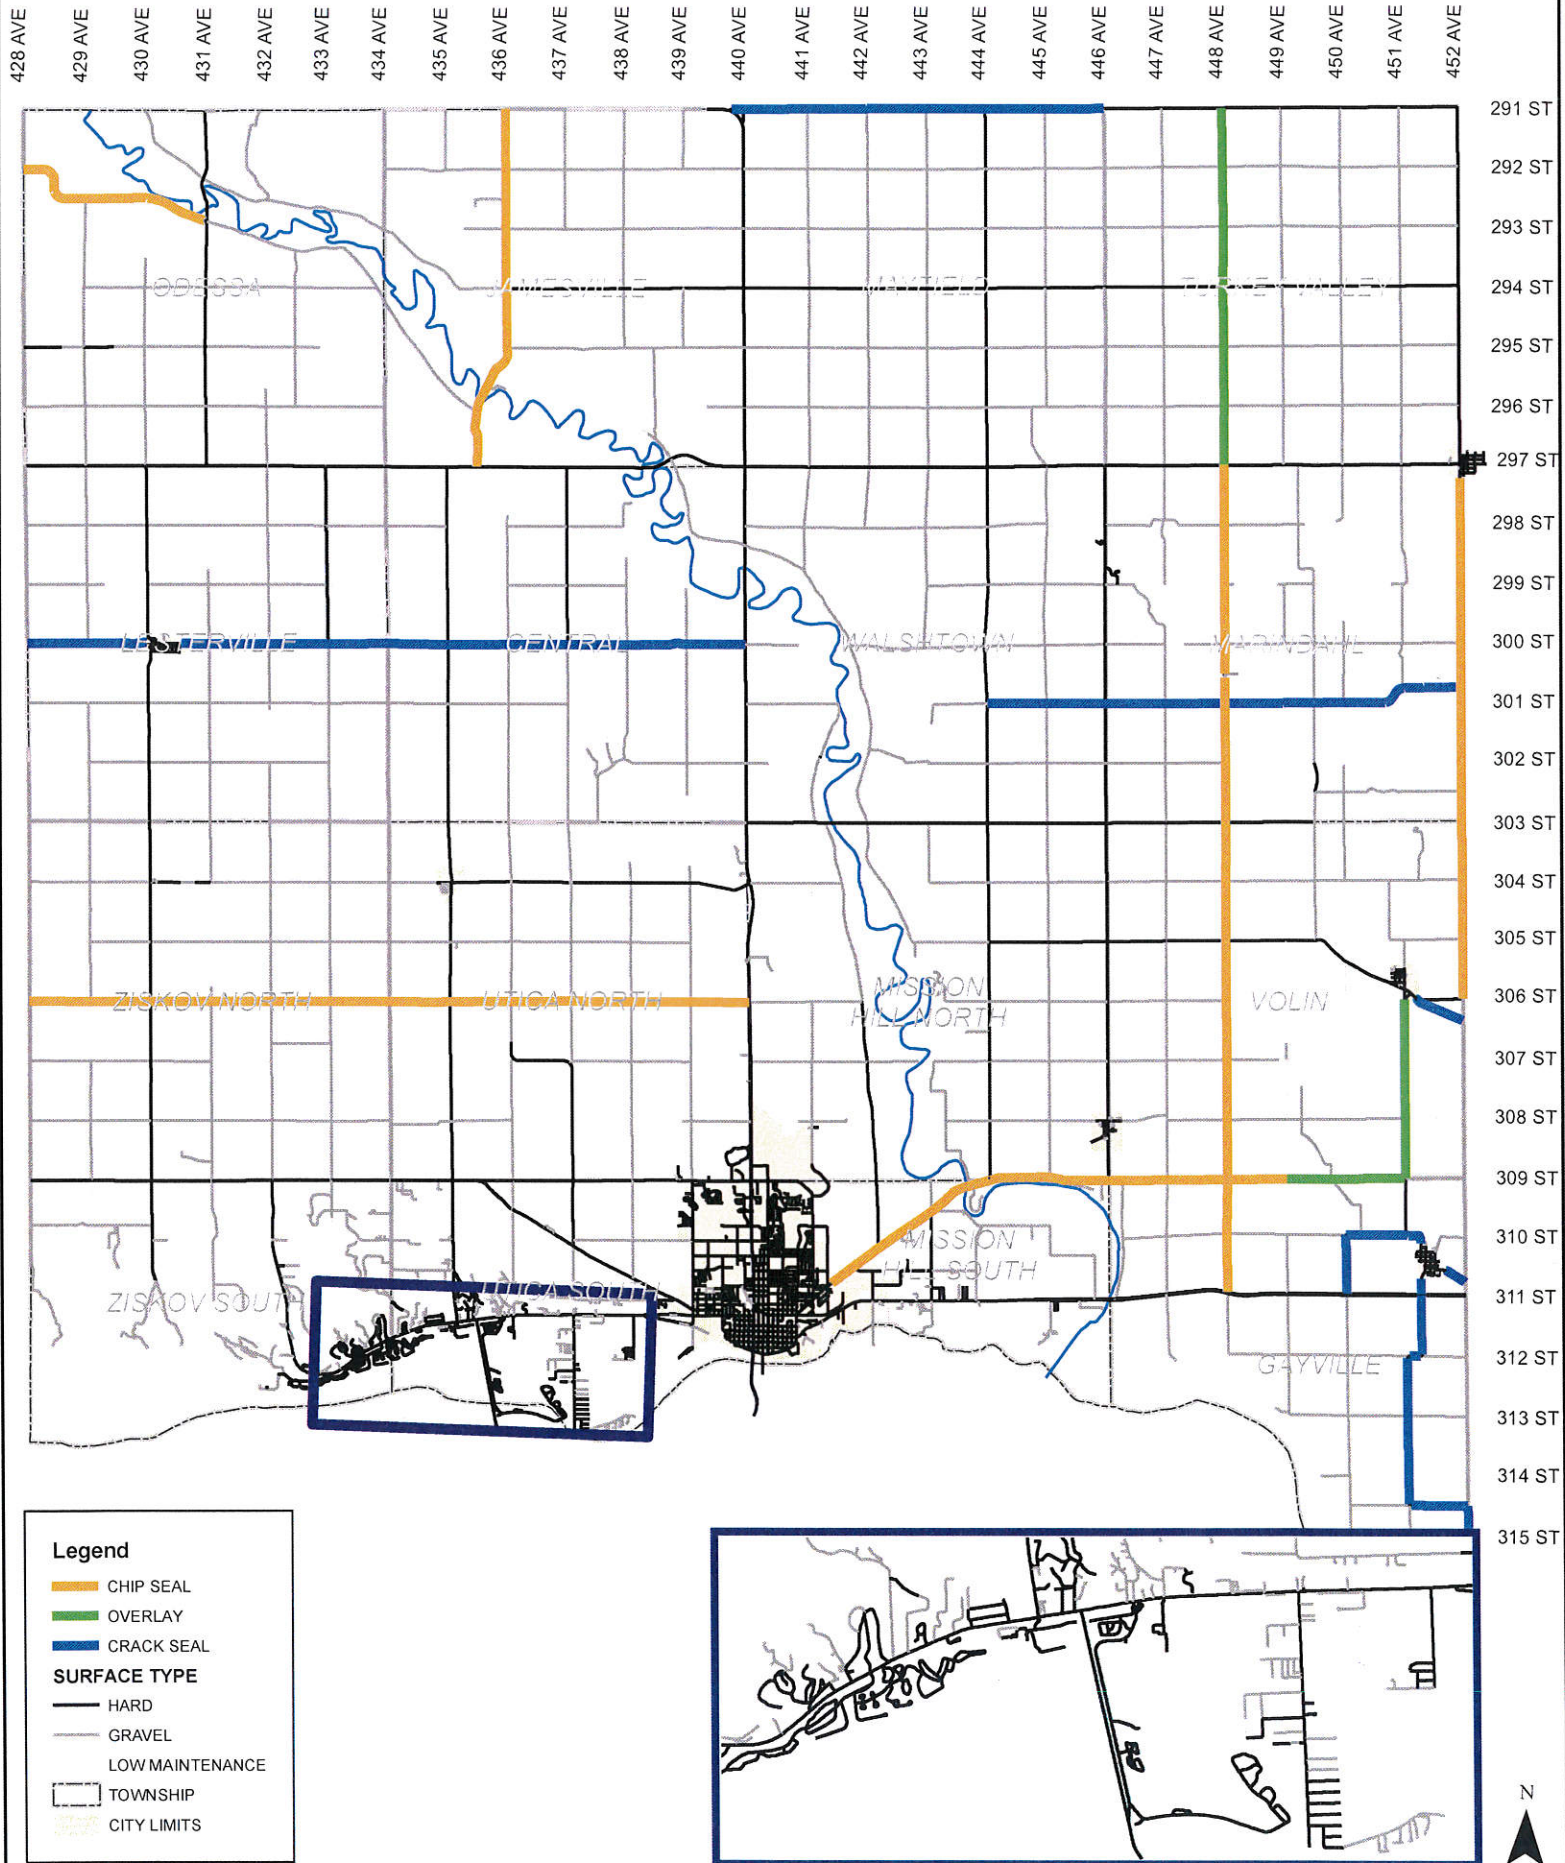 428 AVE
429 AVE
430 AVE
431 AVE
432 AVE
433 AVE
434 AVE
435 AVE
436 AVE
437 AVE
438 AVE
439 AVE
440 AVE
441 AVE
442 AVE
443 AVE
444 AVE
445 AVE
446 AVE
447 AVE
448 AVE
449 AVE
450 AVE
451 AVE
452 AVE
291 ST
292 ST
293 ST
294 ST
295 ST
296 ST
297 ST
298 ST
299 ST
300 ST
301 ST
302 ST
303 ST
304 ST
305 ST
306 ST
307 ST
308 ST
309 ST
310 ST
311 ST
312 ST
313 ST
314 ST
315 ST
ODESSA
JAMESVILLE
MAYFIELD
TURKEY VALLEY
LESTERVILLE
CENTRAL
WALSHTOWN
MARINDAHL
ZISKOV NORTH
UTICA NORTH
MISSION
HILL NORTH
VOLIN
ZISKOV SOUTH
UTICA SOUTH
MISSION
HILL SOUTH
GAYVILLE
Legend
CHIP SEAL
OVERLAY
CRACK SEAL
SURFACE TYPE
HARD
GRAVEL
LOW MAINTENANCE
TOWNSHIP
CITY LIMITS
N